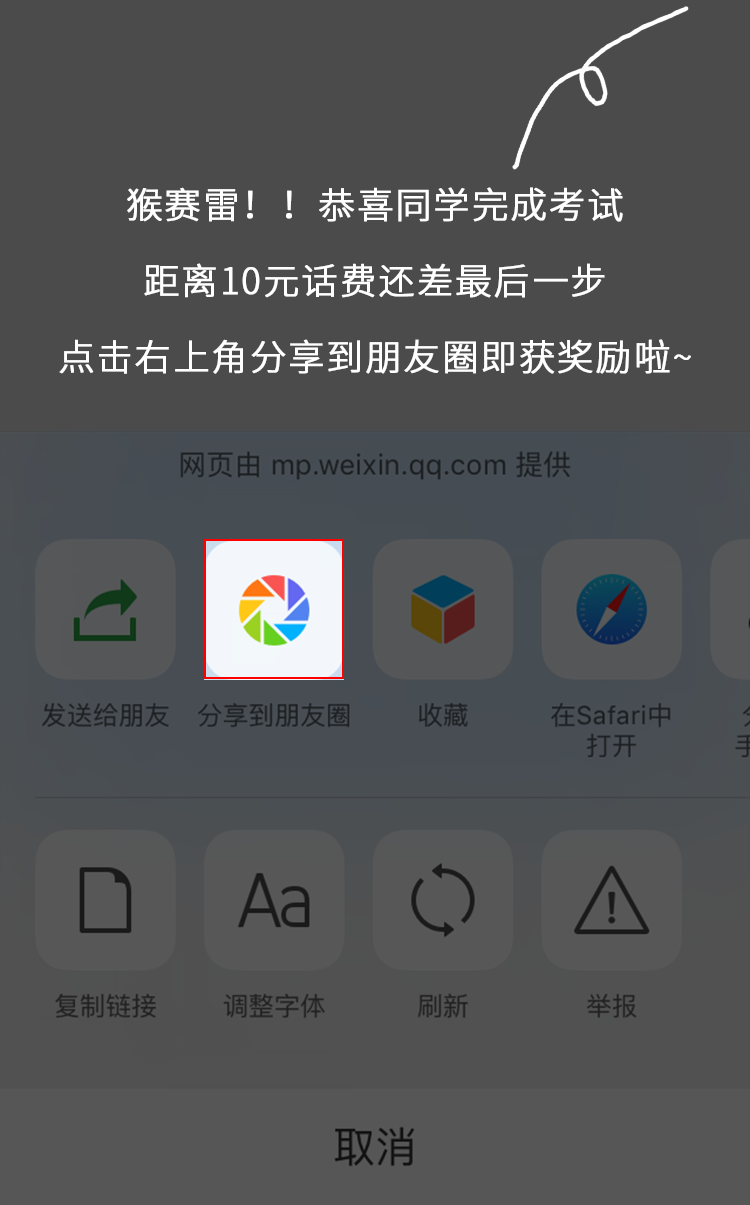 猴赛雷！！恭喜同学完成考试
距离10元话费还差最后一步
点击右上角分享到朋友圈即获奖励啦~
网页由 mp.weixin.qq.com 提供
发送给朋友
分享到朋友圈
收藏
在Safari中
打开
Aa
复制链接
调整字体
刷新
举报
取消